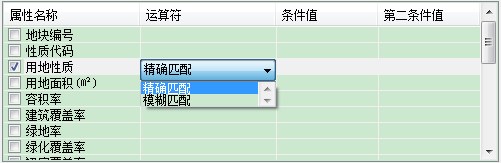 属性名称 运算符 条件值 第二条件值
地块编号
性质代码
用地性质 精确匹配
用地面积(㎡) 精确匹配
容积率 模糊匹配
建筑覆盖率
绿地率
绿化覆盖率